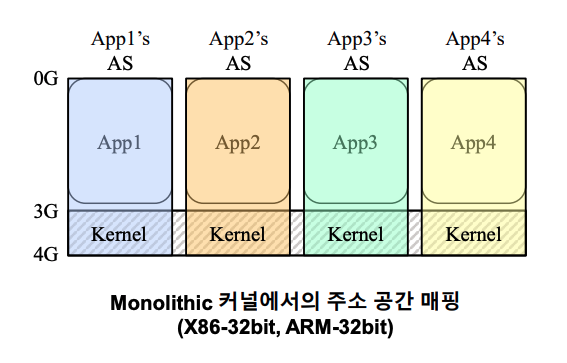 App1's App2's App3's App4's
AS AS AS AS
0G
App1 App2 App3 App4
3G
Kernel Kernel Kernel Kernel
4G
Monolithic 커널에서의 주소 공간 매핑
(X86-32bit, ARM-32bit)